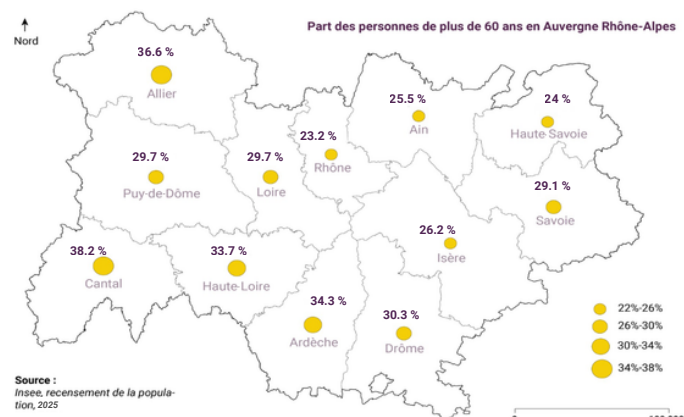 Part des personnes de plus de 60 ans en Auvergne Rhône-Alpes
Nord
36.6 %
Allier
25.5 %
Ain
24 %
Haute-Savoie
23.2 %
Rhône
29.7 %
Puy-de-Dôme
29.7 %
Loire
29.1 %
Savoie
26.2 %
Isère
38.2 %
Cantal
33.7 %
Haute-Loire
34.3 %
Ardèche
30.3 %
Drôme
22%-26%
26%-30%
30%-34%
34%-38%
Source :
Insee, recensement de la popula-
tion, 2025